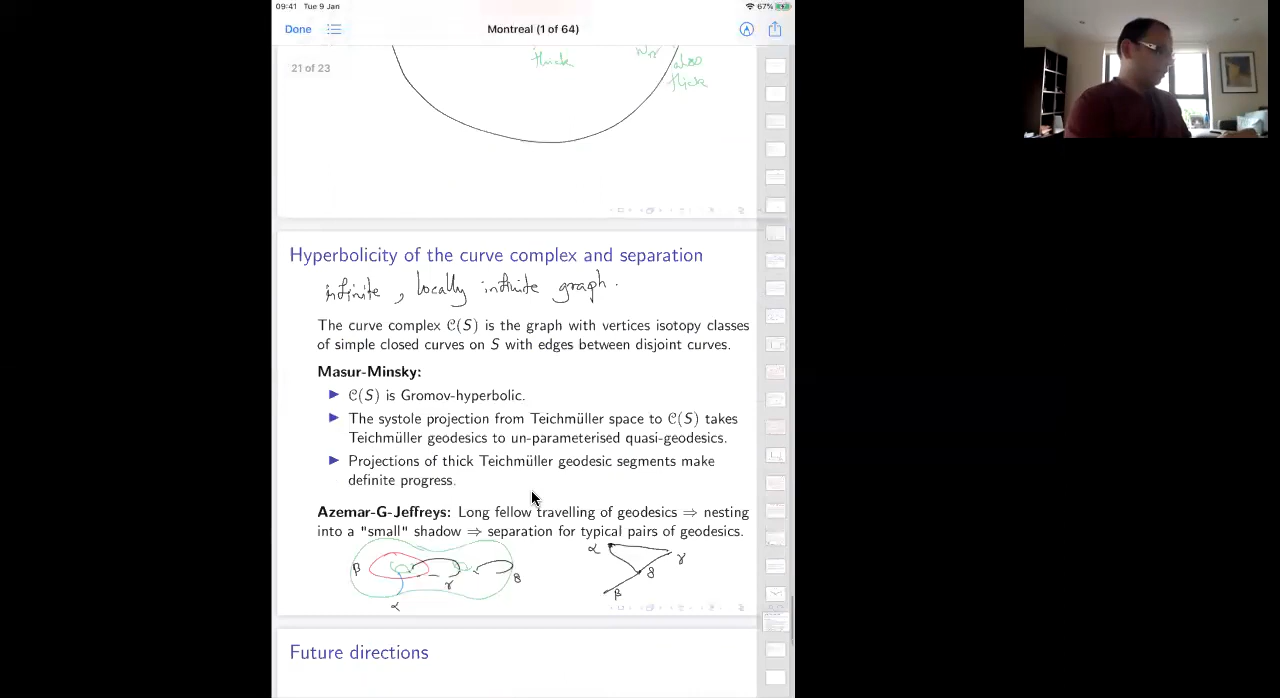 09:41 Tue 9 Jan
67%
Done
Montreal (1 of 64)
21 of 23
thick
also
thick
Hyperbolicity of the curve complex and separation
infinite, locally infinite graph.
The curve complex C(S) is the graph with vertices isotopy classes
of simple closed curves on S with edges between disjoint curves.
Masur-Minsky:
▶ C(S) is Gromov-hyperbolic.
▶ The systole projection from Teichmüller space to C(S) takes
Teichmüller geodesics to un-parameterised quasi-geodesics.
▶ Projections of thick Teichmüller geodesic segments make
definite progress.
Azemar-G-Jeffreys: Long fellow travelling of geodesics ⇒ nesting
into a "small" shadow ⇒ separation for typical pairs of geodesics.
β γ δ α
α γ δ β
Future directions